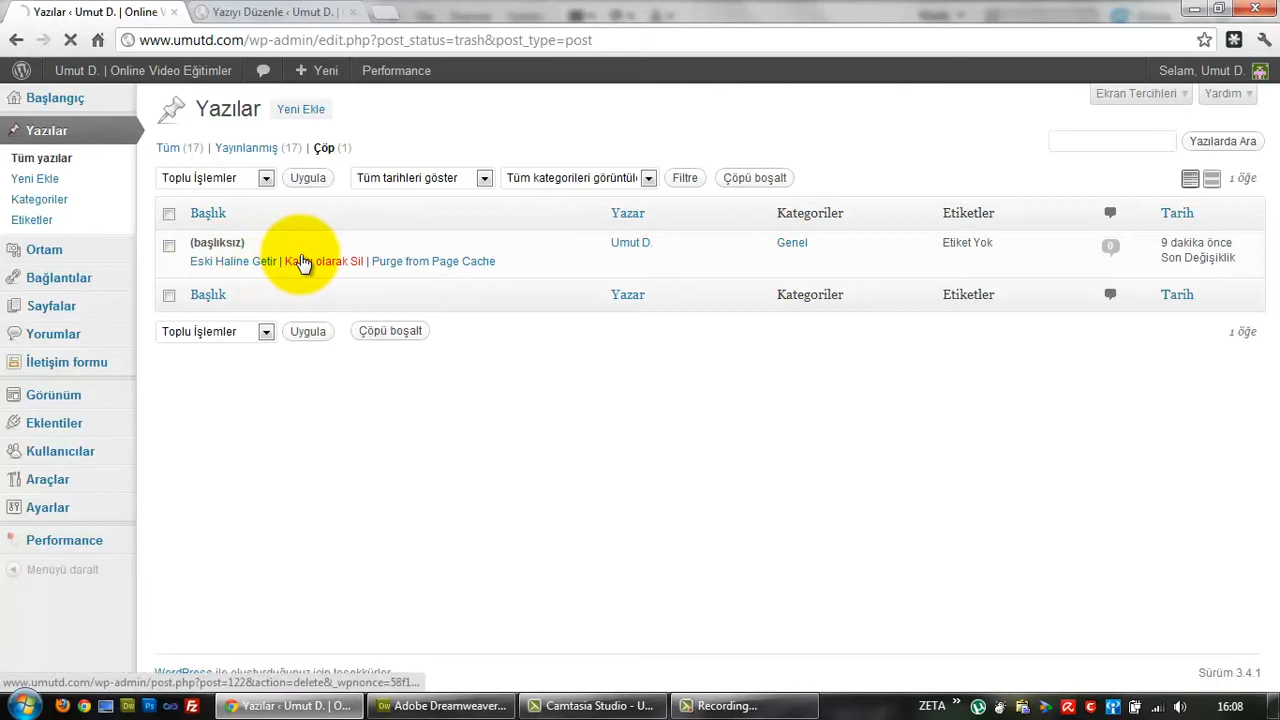 Yazılar ‹ Umut D. | Online V
Yazıyı Düzenle ‹ Umut D. |
www.umutd.com/wp-admin/edit.php?post_status=trash&post_type=post
Umut D. | Online Video Eğitimler
Yeni
Performance
Selam, Umut D.
Başlangıç
Yazılar
Tüm yazılar
Yeni Ekle
Kategoriler
Etiketler
Ortam
Bağlantılar
Sayfalar
Yorumlar
İletişim formu
Görünüm
Eklentiler
Kullanıcılar
Araçlar
Ayarlar
Performance
Menüyü daralt
Yazılar Yeni Ekle
Ekran Tercihleri Yardım
Tüm (17) | Yayınlanmış (17) | Çöp (1)
Yazılarda Ara
Toplu İşlemler Uygula Tüm tarihleri göster Tüm kategorileri görüntül Filtre Çöpü boşalt 1 öğe
Başlık Yazar Kategoriler Etiketler Tarih
(başlıksız) Umut D. Genel Etiket Yok 0 9 dakika önce
Son Değişiklik
Eski Haline Getir | Kalıcı olarak Sil | Purge from Page Cache
Başlık Yazar Kategoriler Etiketler Tarih
Toplu İşlemler Uygula Çöpü boşalt 1 öğe
WordPress ile oluşturduğunuz için teşekkürler
Sürüm 3.4.1
www.umutd.com/wp-admin/post.php?post=122&action=delete&_wpnonce=58f1...
Yazılar ‹ Umut D. | O...
Adobe Dreamweaver...
Camtasia Studio - U...
Recording...
ZETA
16:08